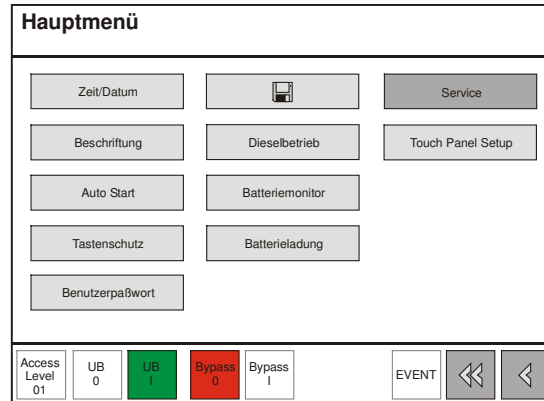 Hauptmenü
Zeit/Datum
Service
Beschriftung
Dieselbetrieb
Touch Panel Setup
Auto Start
Batteriemonitor
Tastenschutz
Batterieladung
Benutzerpaßwort
Access
Level
01
UB
0
UB
I
Bypass
0
Bypass
I
EVENT